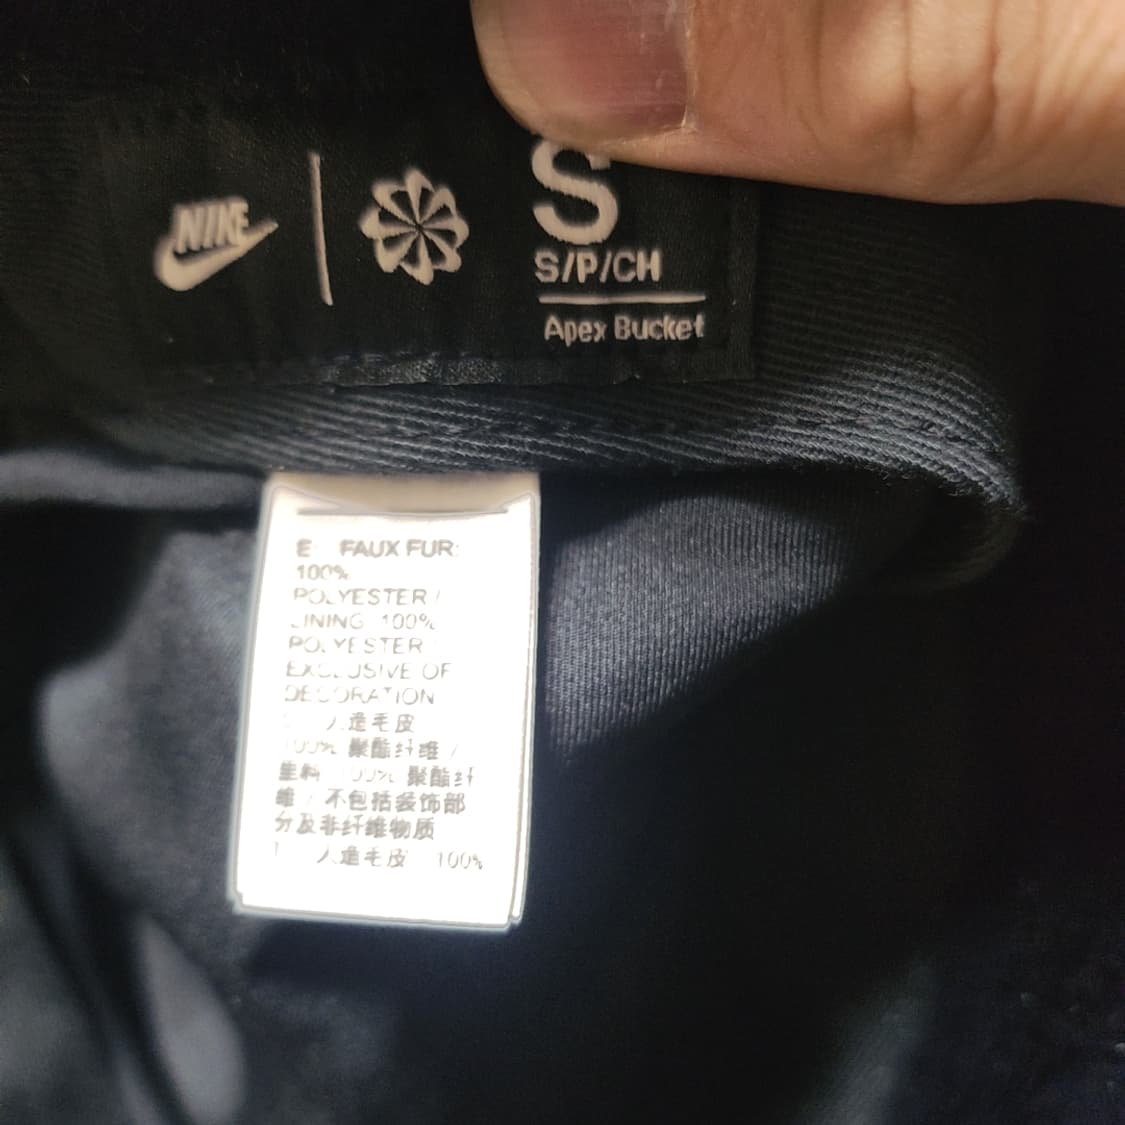 NIKE
S
S/P/CH
Apex Bucket
E: FAUX FUR:
100%
POLYESTER /
LINING: 100%
POLYESTER
EXCLUSIVE OF
DECORATION
人造毛皮
100% 聚酯纤维 /
里料 100% 聚酯纤
维 / 不包括装饰部
分及非纤维物质
人造毛皮 100%